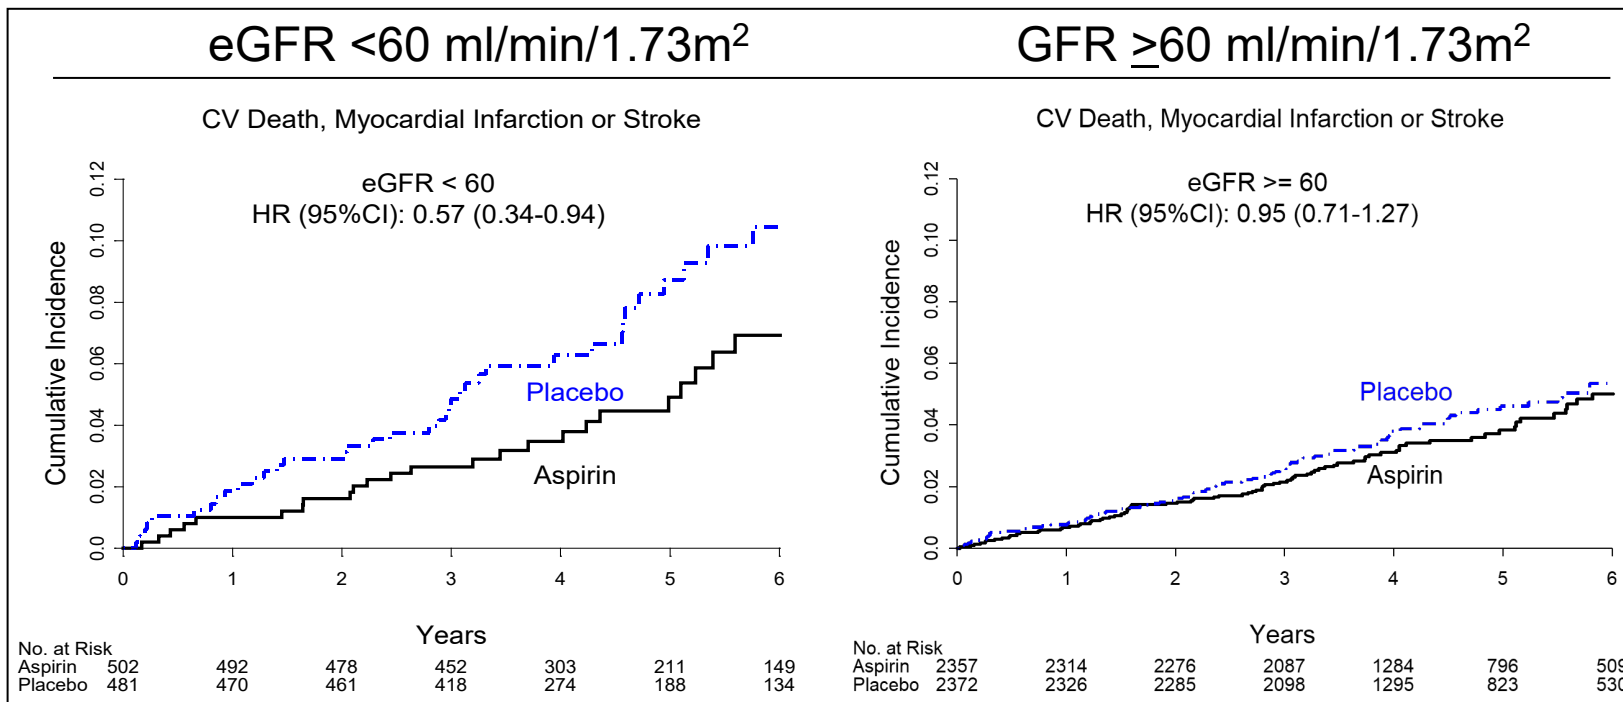 eGFR <60 ml/min/1.73m²
CV Death, Myocardial Infarction or Stroke
eGFR < 60
HR (95%CI): 0.57 (0.34-0.94)
Cumulative Incidence
0.12
0.10
0.08
0.06
0.04
0.02
0.0
Placebo
Aspirin
0 1 2 3 4 5 6
Years
No. at Risk
Aspirin 502 492 478 452 303 211 149
Placebo 481 470 461 418 274 188 134
GFR ≥60 ml/min/1.73m²
CV Death, Myocardial Infarction or Stroke
eGFR >= 60
HR (95%CI): 0.95 (0.71-1.27)
Cumulative Incidence
0.12
0.10
0.08
0.06
0.04
0.02
0.0
Placebo
Aspirin
0 1 2 3 4 5 6
Years
No. at Risk
Aspirin 2357 2314 2276 2087 1284 796 509
Placebo 2372 2326 2285 2098 1295 823 530